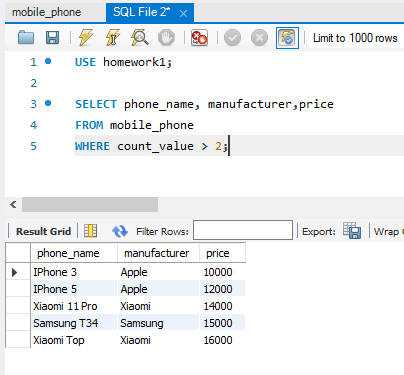 mobile_phone SQL File 2*
Limit to 1000 rows
1 USE homework1;
2
3 SELECT phone_name, manufacturer,price
4 FROM mobile_phone
5 WHERE count_value > 2;
Result Grid Filter Rows: Export: Wrap
phone_name manufacturer price
IPhone 3 Apple 10000
IPhone 5 Apple 12000
Xiaomi 11 Pro Xiaomi 14000
Samsung T34 Samsung 15000
Xiaomi Top Xiaomi 16000